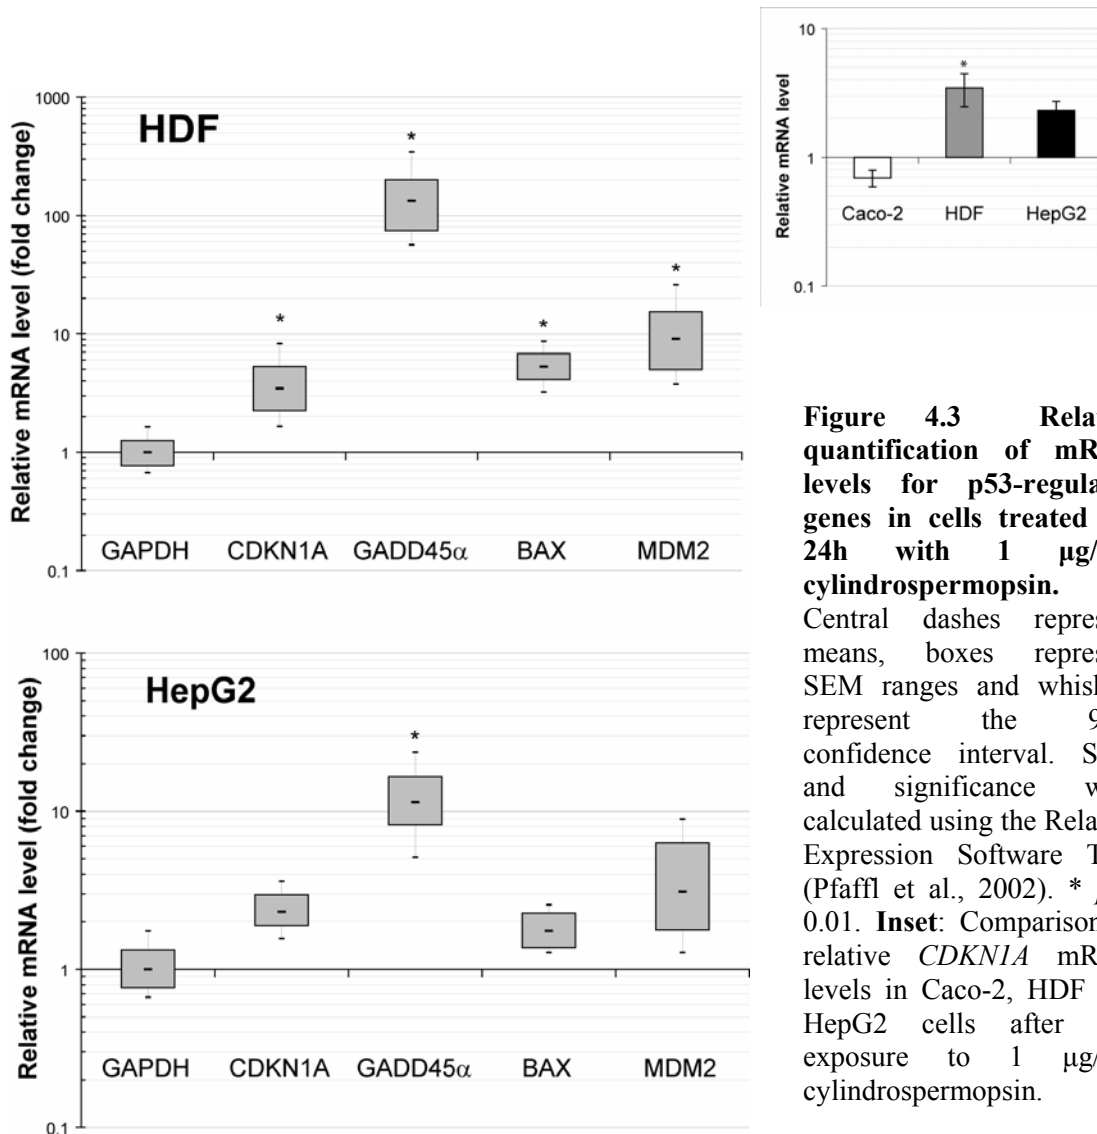 1000
HDF
*
*
*
*
100
10
1
0.1
Relative mRNA level (fold change)
GAPDH CDKN1A GADD45α BAX MDM2
100
HepG2
*
10
1
0.1
Relative mRNA level (fold change)
GAPDH CDKN1A GADD45α BAX MDM2
10
*
1
0.1
Relative mRNA level
Caco-2 HDF HepG2
Figure 4.3
quantification of
levels for
genes in cells treated
24h with 1
cylindrospermopsin.
Central dashes
means, boxes
SEM ranges and
represent the
confidence interval.
and significance
calculated using the
Expression Software
(Pfaffl et al., 2002). *
0.01. Inset: Comparison
relative CDKN1A
levels in Caco-2, HDF
HepG2 cells after
exposure to 1
cylindrospermopsin.